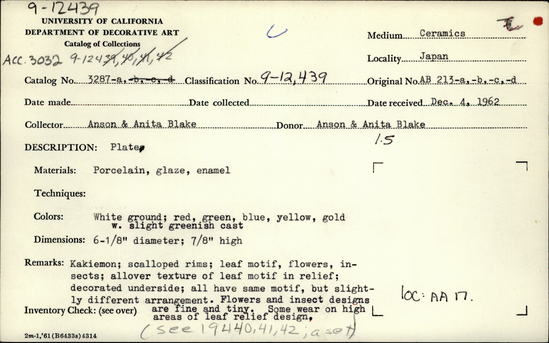 9-12439
UNIVERSITY OF CALIFORNIA
DEPARTMENT OF DECORATIVE ART
Catalog of Collections
ACC. 3032 9-12439, 40, 41, 42
Medium Ceramics
Locality Japan
Catalog No. 3287-a, -b, -c, -d Classification No. 9-12,439 Original No. AB 213-a, -b, -c, -d
Date made Date collected Date received Dec. 4, 1962
Collector Anson & Anita Blake Donor Anson & Anita Blake
DESCRIPTION: Plate,
1.5
Materials: Porcelain, glaze, enamel
Techniques:
Colors: White ground; red, green, blue, yellow, gold
w. slight greenish cast
Dimensions: 6-1/8" diameter; 7/8" high
Remarks: Kakiemon; scalloped rims; leaf motif, flowers, in-
sects; allover texture of leaf motif in relief;
decorated underside; all have same motif, but slight-
ly different arrangement. Flowers and insect designs
Inventory Check: (see over) are fine and tiny. Some wear on high
areas of leaf relief design.
loc: AA 17.
2m-1,'61 (B6433s) 4314
(see 19440, 41, 42; a set)